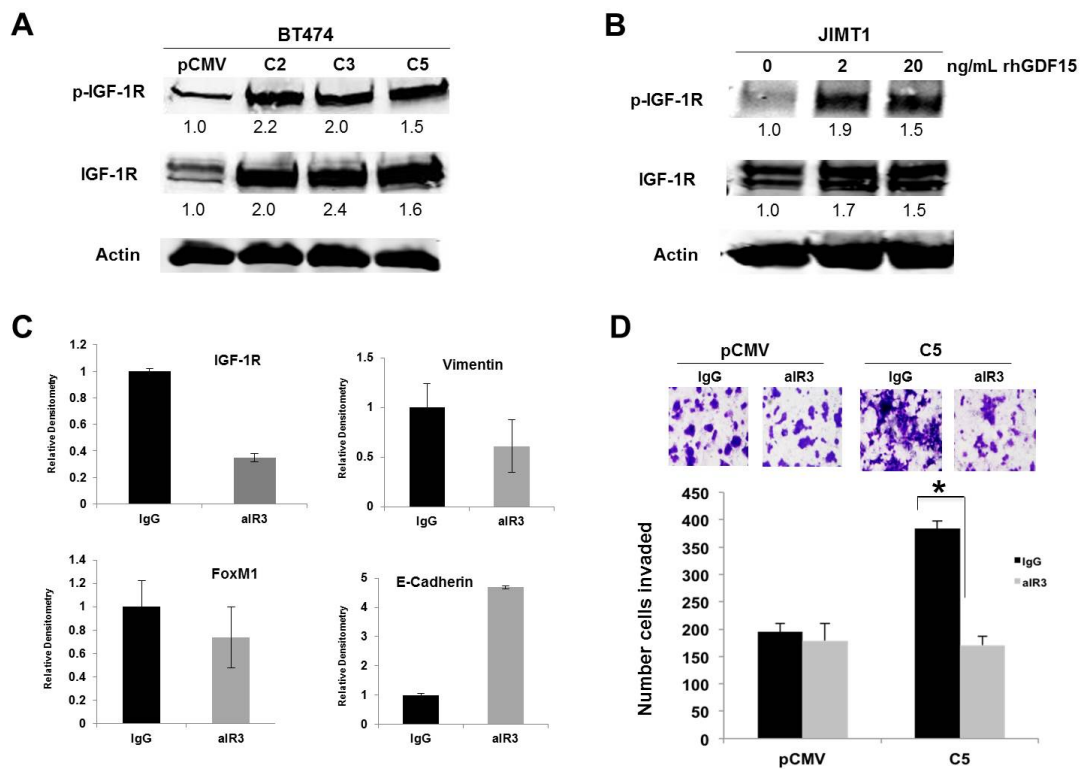 A
BT474
pCMV C2 C3 C5
p-IGF-1R
1.0 2.2 2.0 1.5
IGF-1R
1.0 2.0 2.4 1.6
Actin
B
JIMT1
0 2 20 ng/mL rhGDF15
p-IGF-1R
1.0 1.9 1.5
IGF-1R
1.0 1.7 1.5
Actin
C
IGF-1R
Relative Densitometry
1.2
1
0.8
0.6
0.4
0.2
0
IgG aIR3
Vimentin
Relative Densitometry
1.5
1
0.5
0
IgG aIR3
FoxM1
Relative Densitometry
1.4
1.2
1
0.8
0.6
0.4
0.2
0
IgG aIR3
E-Cadherin
Relative Densitometry
5
4
3
2
1
0
IgG aIR3
D
pCMV C5
IgG aIR3 IgG aIR3
Number cells invaded
450
400
350
300
250
200
150
100
50
0
*
IgG
aIR3
pCMV C5